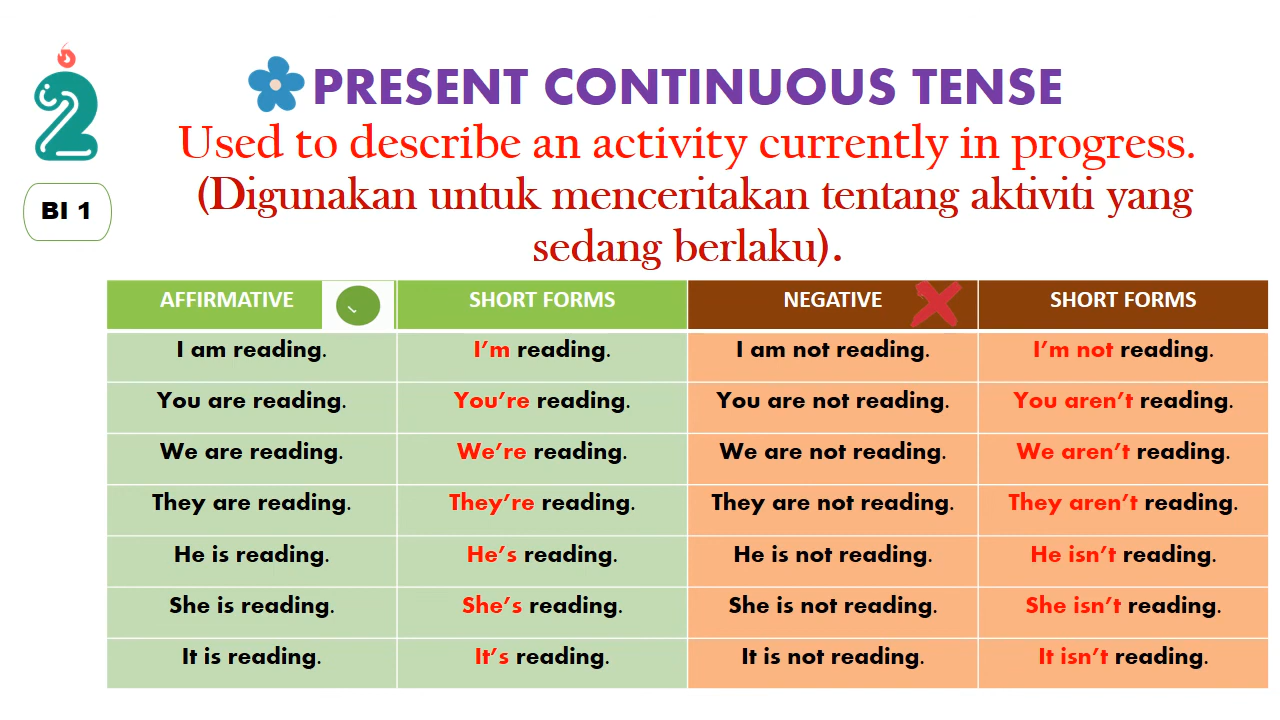 2
PRESENT CONTINUOUS TENSE
Used to describe an activity currently in progress.
(Digunakan untuk menceritakan tentang aktiviti yang
sedang berlaku).
BI 1
AFFIRMATIVE SHORT FORMS NEGATIVE SHORT FORMS
I am reading. I’m reading. I am not reading. I’m not reading.
You are reading. You’re reading. You are not reading. You aren’t reading.
We are reading. We’re reading. We are not reading. We aren’t reading.
They are reading. They’re reading. They are not reading. They aren’t reading.
He is reading. He’s reading. He is not reading. He isn’t reading.
She is reading. She’s reading. She is not reading. She isn’t reading.
It is reading. It’s reading. It is not reading. It isn’t reading.